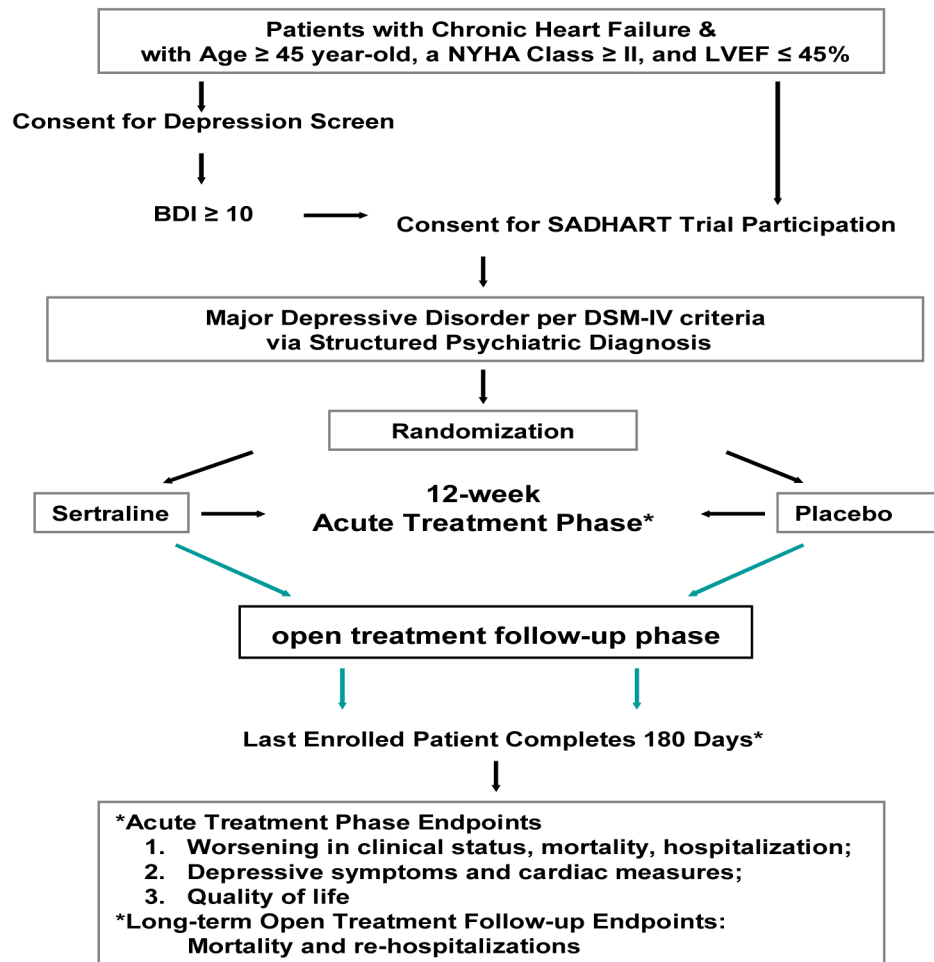 Patients with Chronic Heart Failure &
with Age ≥ 45 year-old, a NYHA Class ≥ II, and LVEF ≤ 45%
Consent for Depression Screen
BDI ≥ 10
Consent for SADHART Trial Participation
Major Depressive Disorder per DSM-IV criteria
via Structured Psychiatric Diagnosis
Randomization
12-week
Sertraline
Acute Treatment Phase*
Placebo
open treatment follow-up phase
Last Enrolled Patient Completes 180 Days*
*Acute Treatment Phase Endpoints
1. Worsening in clinical status, mortality, hospitalization;
2. Depressive symptoms and cardiac measures;
3. Quality of life
*Long-term Open Treatment Follow-up Endpoints:
Mortality and re-hospitalizations